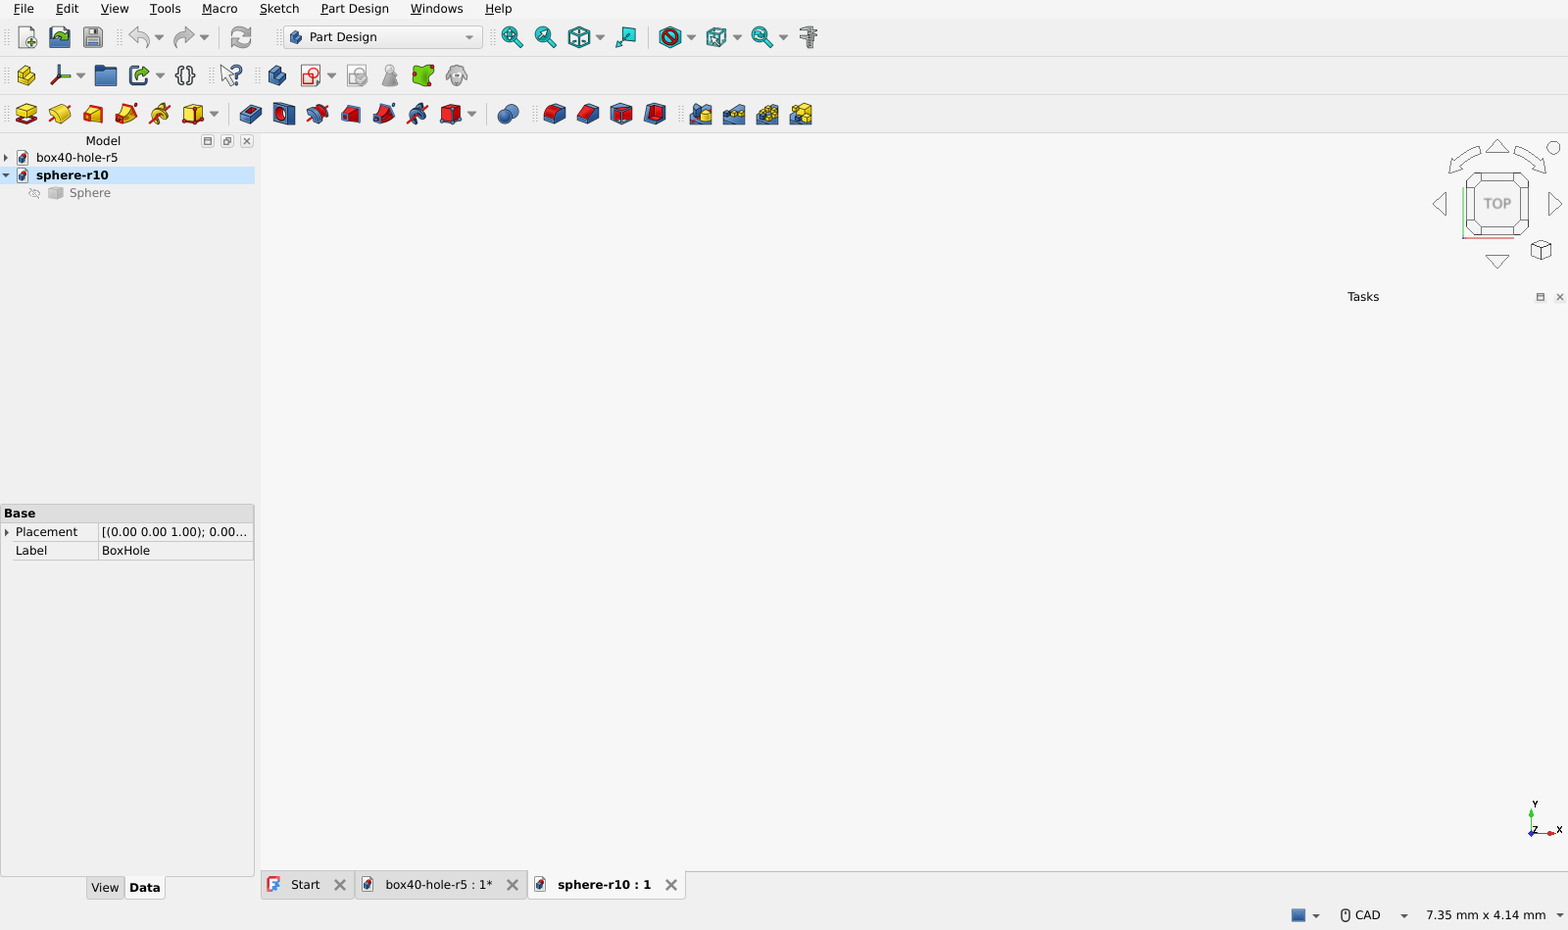 File Edit View Tools Macro Sketch Part Design Windows Help
Part Design
Model
box40-hole-r5
sphere-r10
Sphere
TOP
Tasks
Base
Placement [(0.00 0.00 1.00); 0.00...
Label BoxHole
Y
Z X
View Data
Start box40-hole-r5 : 1* sphere-r10 : 1
CAD 7.35 mm x 4.14 mm